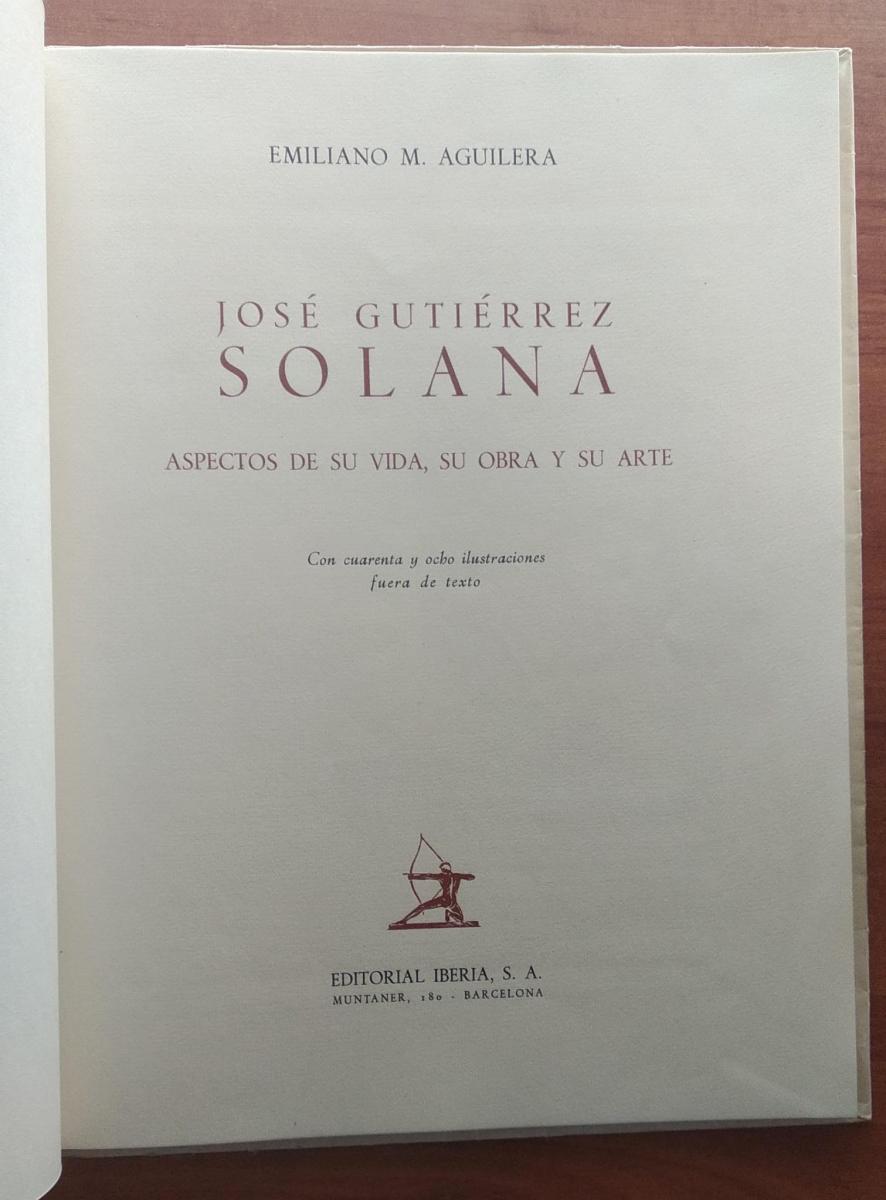 EMILIANO M. AGUILERA
JOSÉ GUTIÉRREZ
SOLANA
ASPECTOS DE SU VIDA, SU OBRA Y SU ARTE
Con cuarenta y ocho ilustraciones
fuera de texto
EDITORIAL IBERIA, S. A.
MUNTANER, 180 - BARCELONA